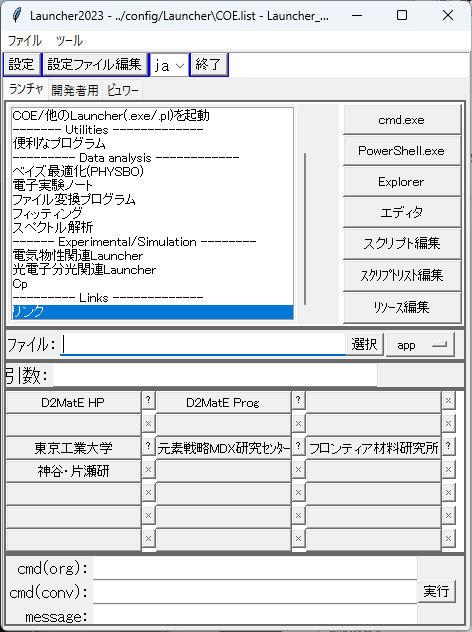 Launcher2023 - ../config/Launcher\COE.list - Launcher_...
ファイル ツール
設定 設定ファイル編集 ja 終了
ランチャ 開発者用 ビュワー
COE/他のLauncher(.exe/.pl)を起動
------- Utilities -------------
便利なプログラム
--------- Data analysis ------------
ベイズ最適化(PHYSBO)
電子実験ノート
ファイル変換プログラム
フィッティング
スペクトル解析
------ Experimental/Simulation --------
電気物性関連Launcher
光電子分光関連Launcher
Cp
--------- Links -------------
リンク
cmd.exe
PowerShell.exe
Explorer
エディタ
スクリプト編集
スクリプトリスト編集
リソース編集
ファイル: 選択 app
引数:
D2MatE HP ? D2MatE Prog ? ×
東京工業大学 ? 元素戦略MDX研究センター ? フロンティア材料研究所 ?
神谷・片瀬研 ? × ×
× × ×
× × ×
× × ×
cmd(org):
cmd(conv): 実行
message: